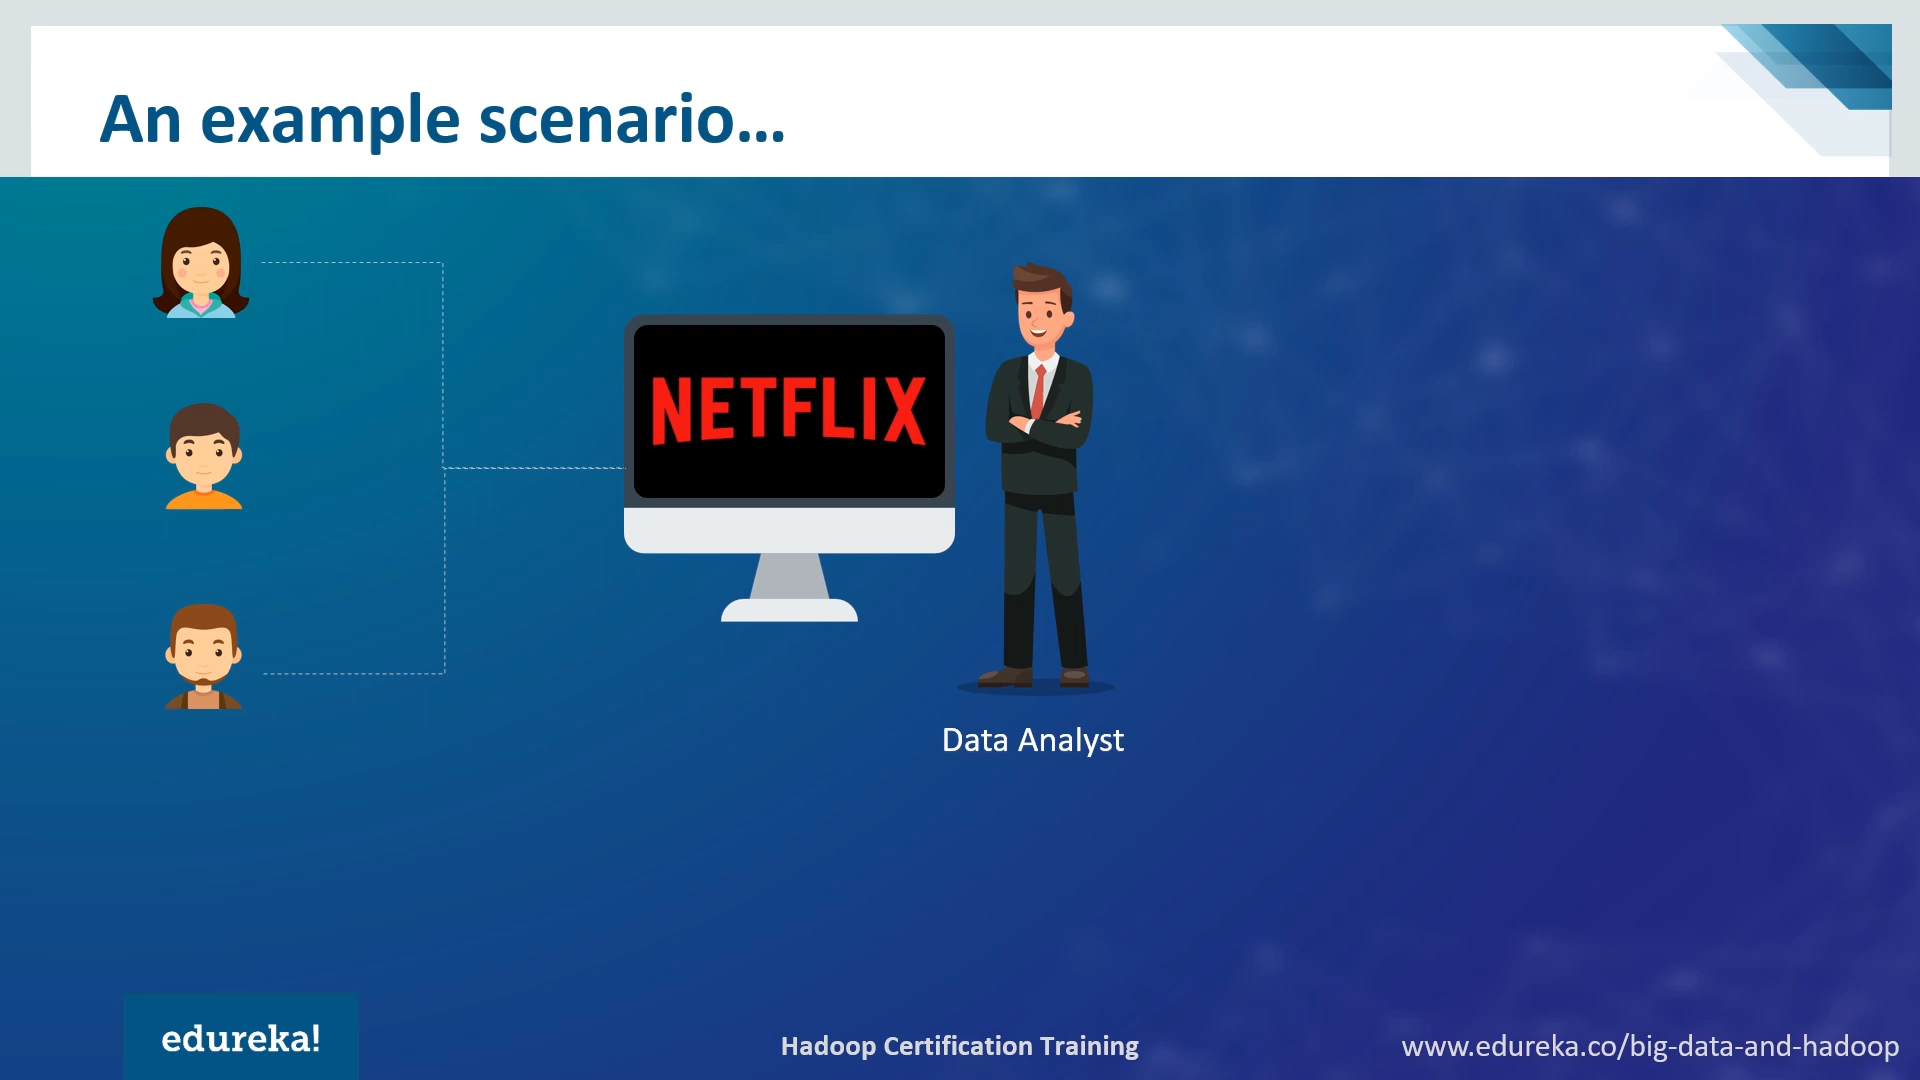 An example scenario...
NETFLIX
Data Analyst
edureka!
Hadoop Certification Training
www.edureka.co/big-data-and-hadoop